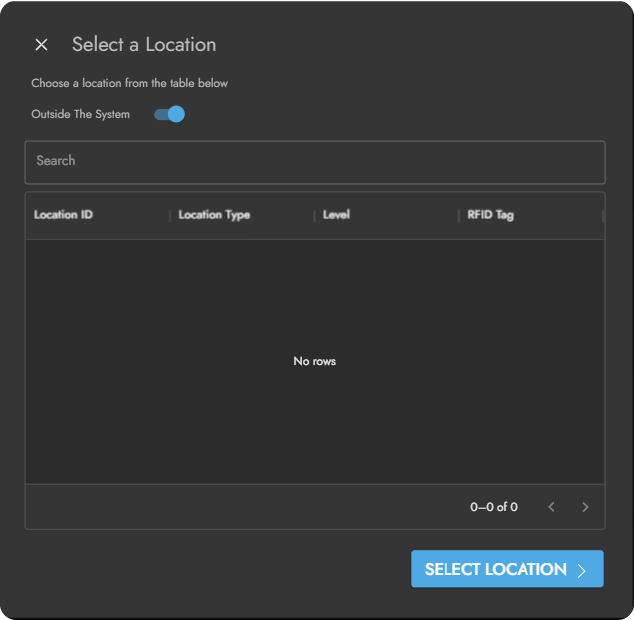 Select a Location
Choose a location from the table below
Outside The System
Search
Location ID Location Type Level RFID Tag
No rows
0–0 of 0
SELECT LOCATION